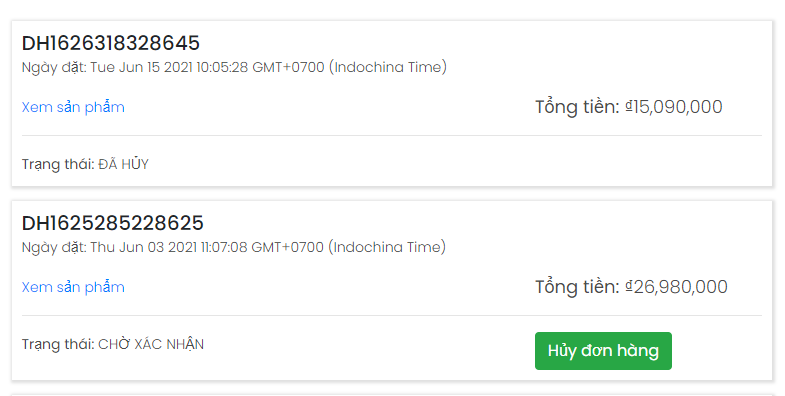 DH1626318328645
Ngày đặt: Tue Jun 15 2021 10:05:28 GMT+0700 (Indochina Time)
Xem sản phẩm
Tổng tiền: ₫15,090,000
Trạng thái: ĐÃ HỦY
DH1625285228625
Ngày đặt: Thu Jun 03 2021 11:07:08 GMT+0700 (Indochina Time)
Xem sản phẩm
Tổng tiền: ₫26,980,000
Trạng thái: CHỜ XÁC NHẬN
Hủy đơn hàng